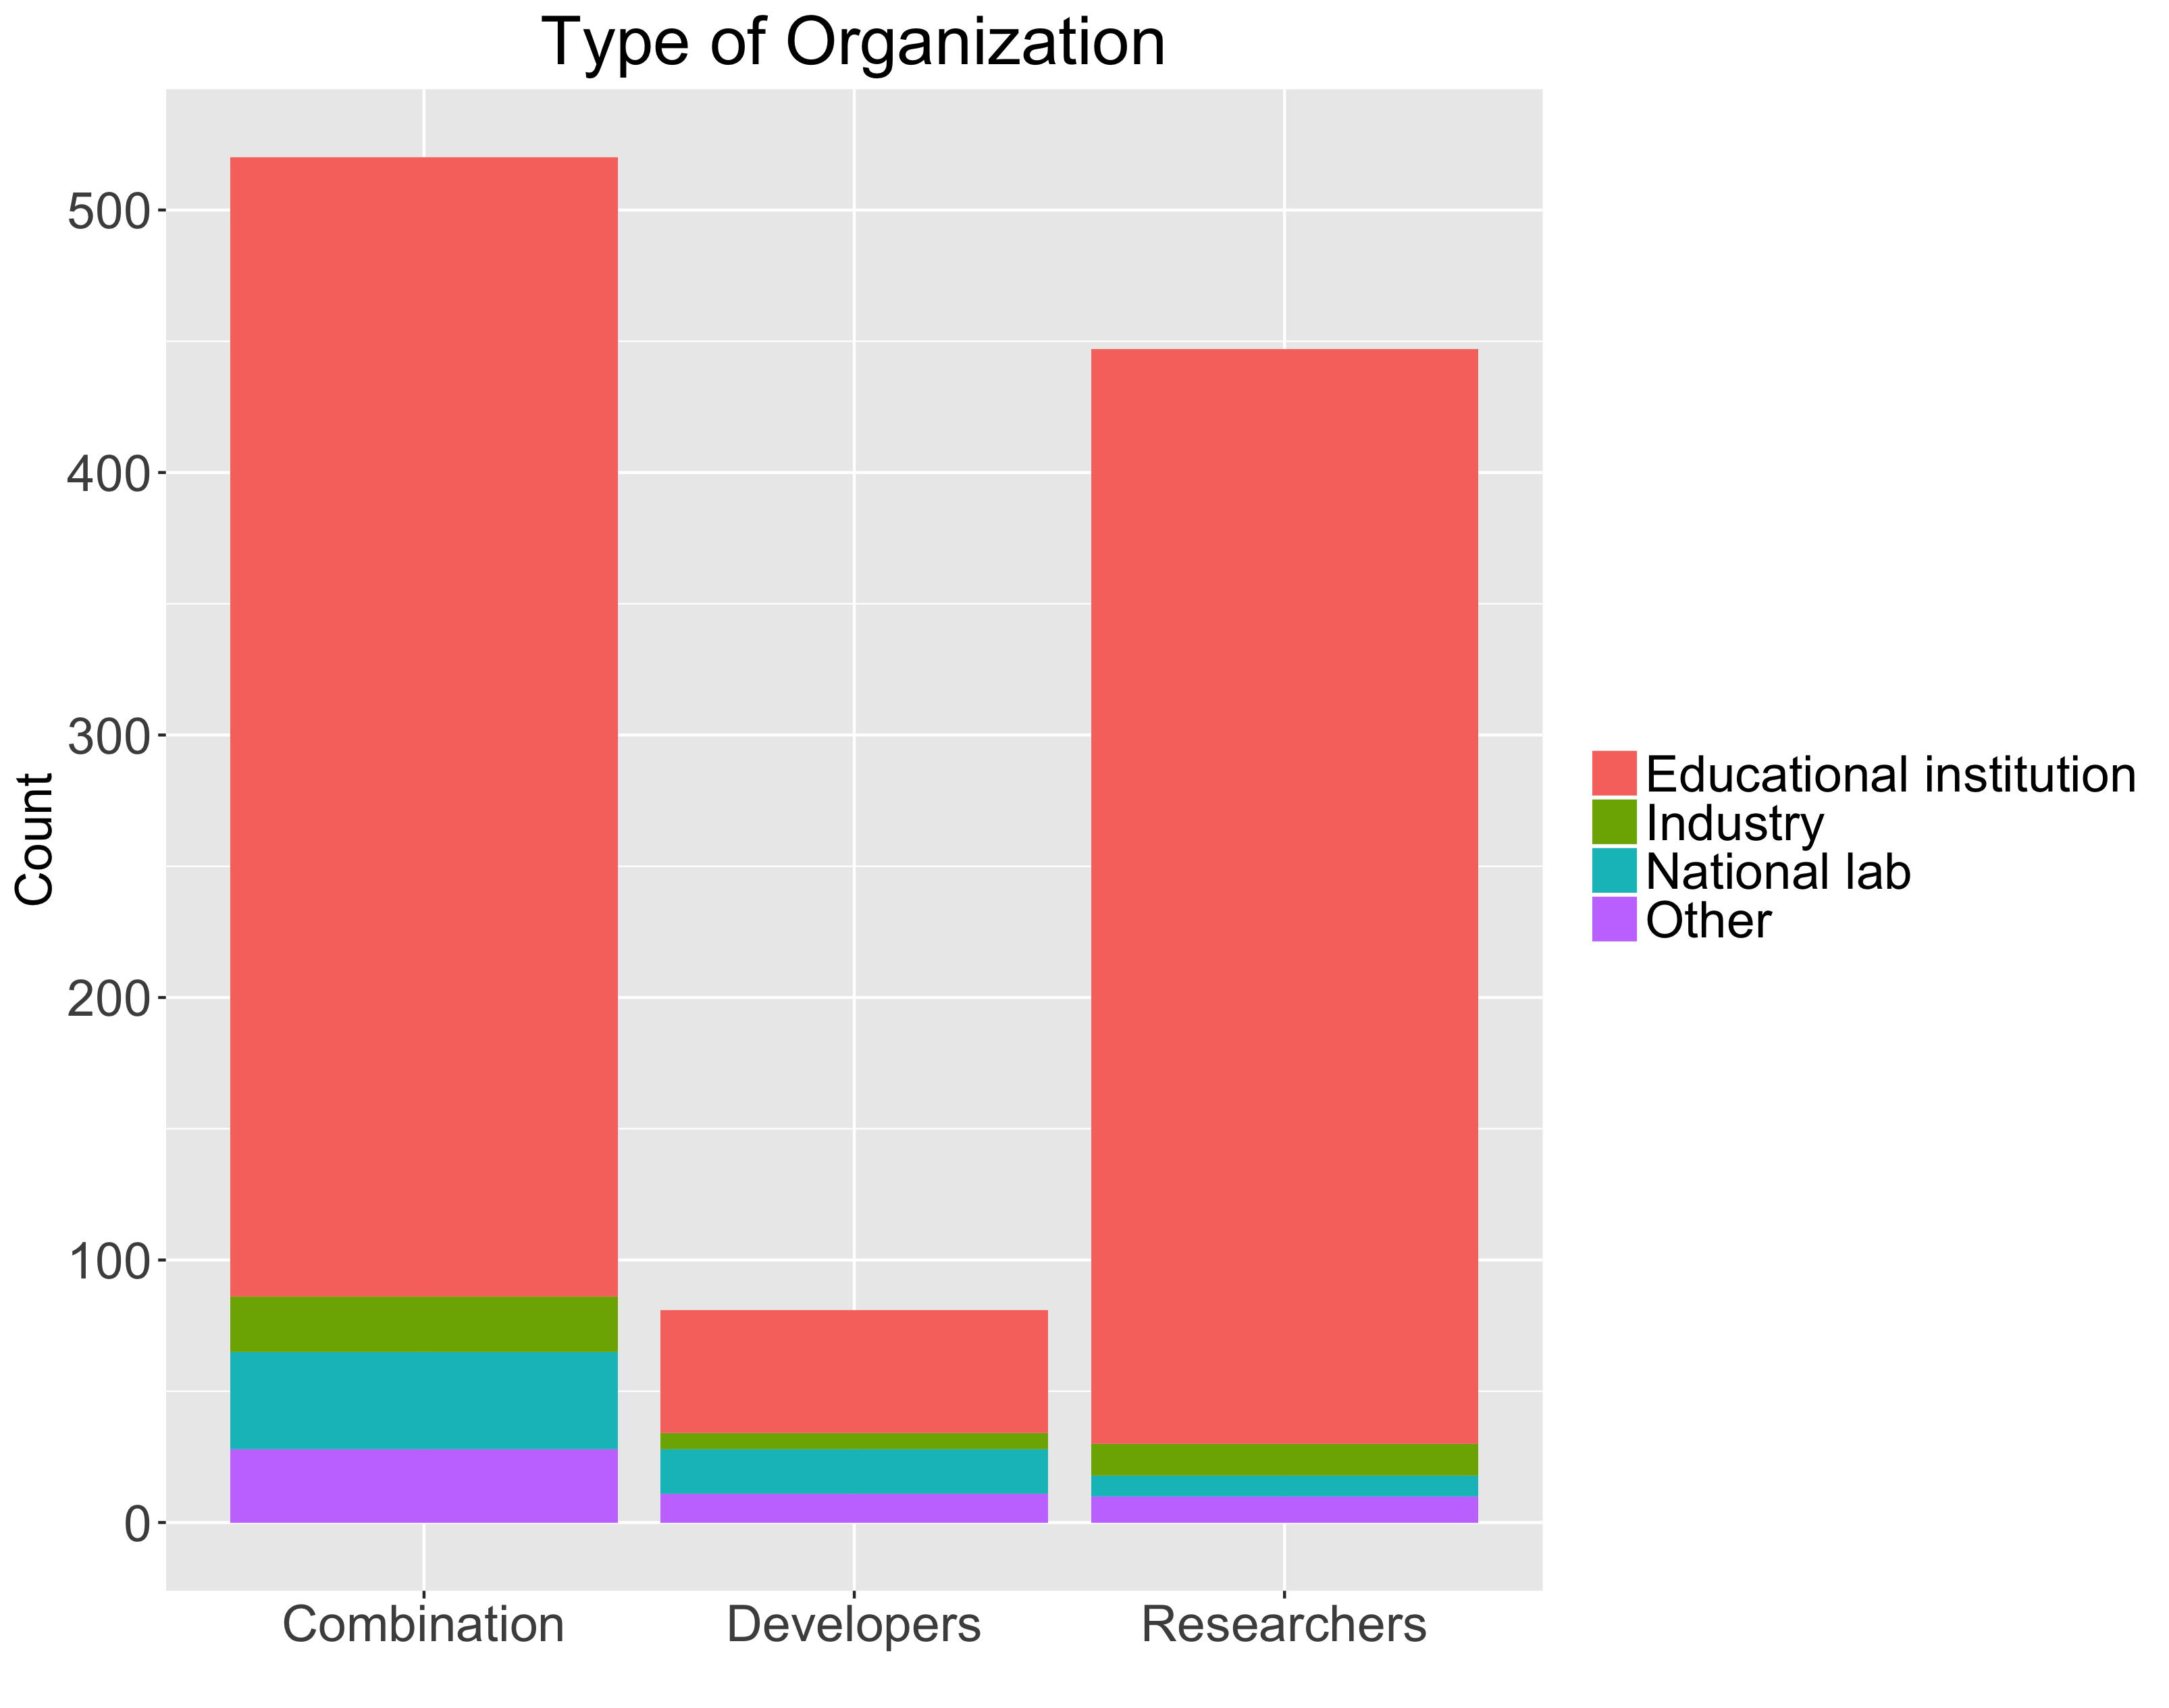 Type of Organization
Count
500
400
300
200
100
0
Combination
Developers
Researchers
Educational institution
Industry
National lab
Other